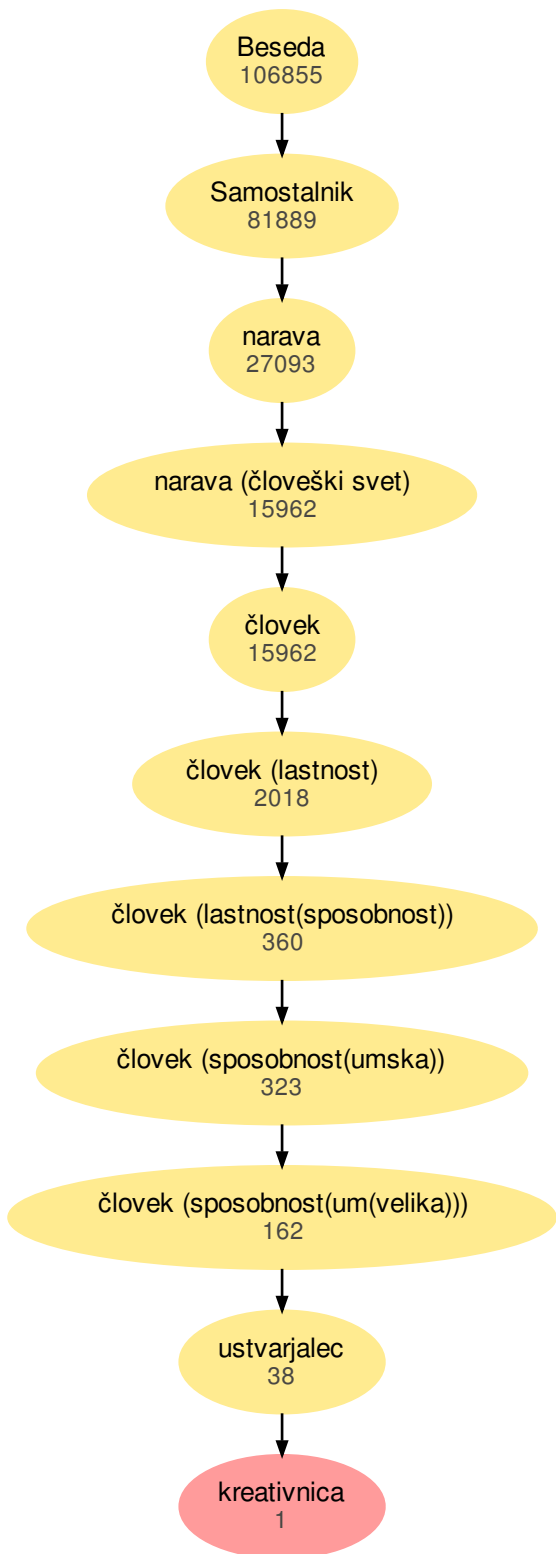 Beseda
106855
Samostalnik
81889
narava
27093
narava (človeški svet)
15962
človek
15962
človek (lastnost)
2018
človek (lastnost(sposobnost))
360
človek (sposobnost(umska))
323
človek (sposobnost(um(velika)))
162
ustvarjalec
38
kreativnica
1